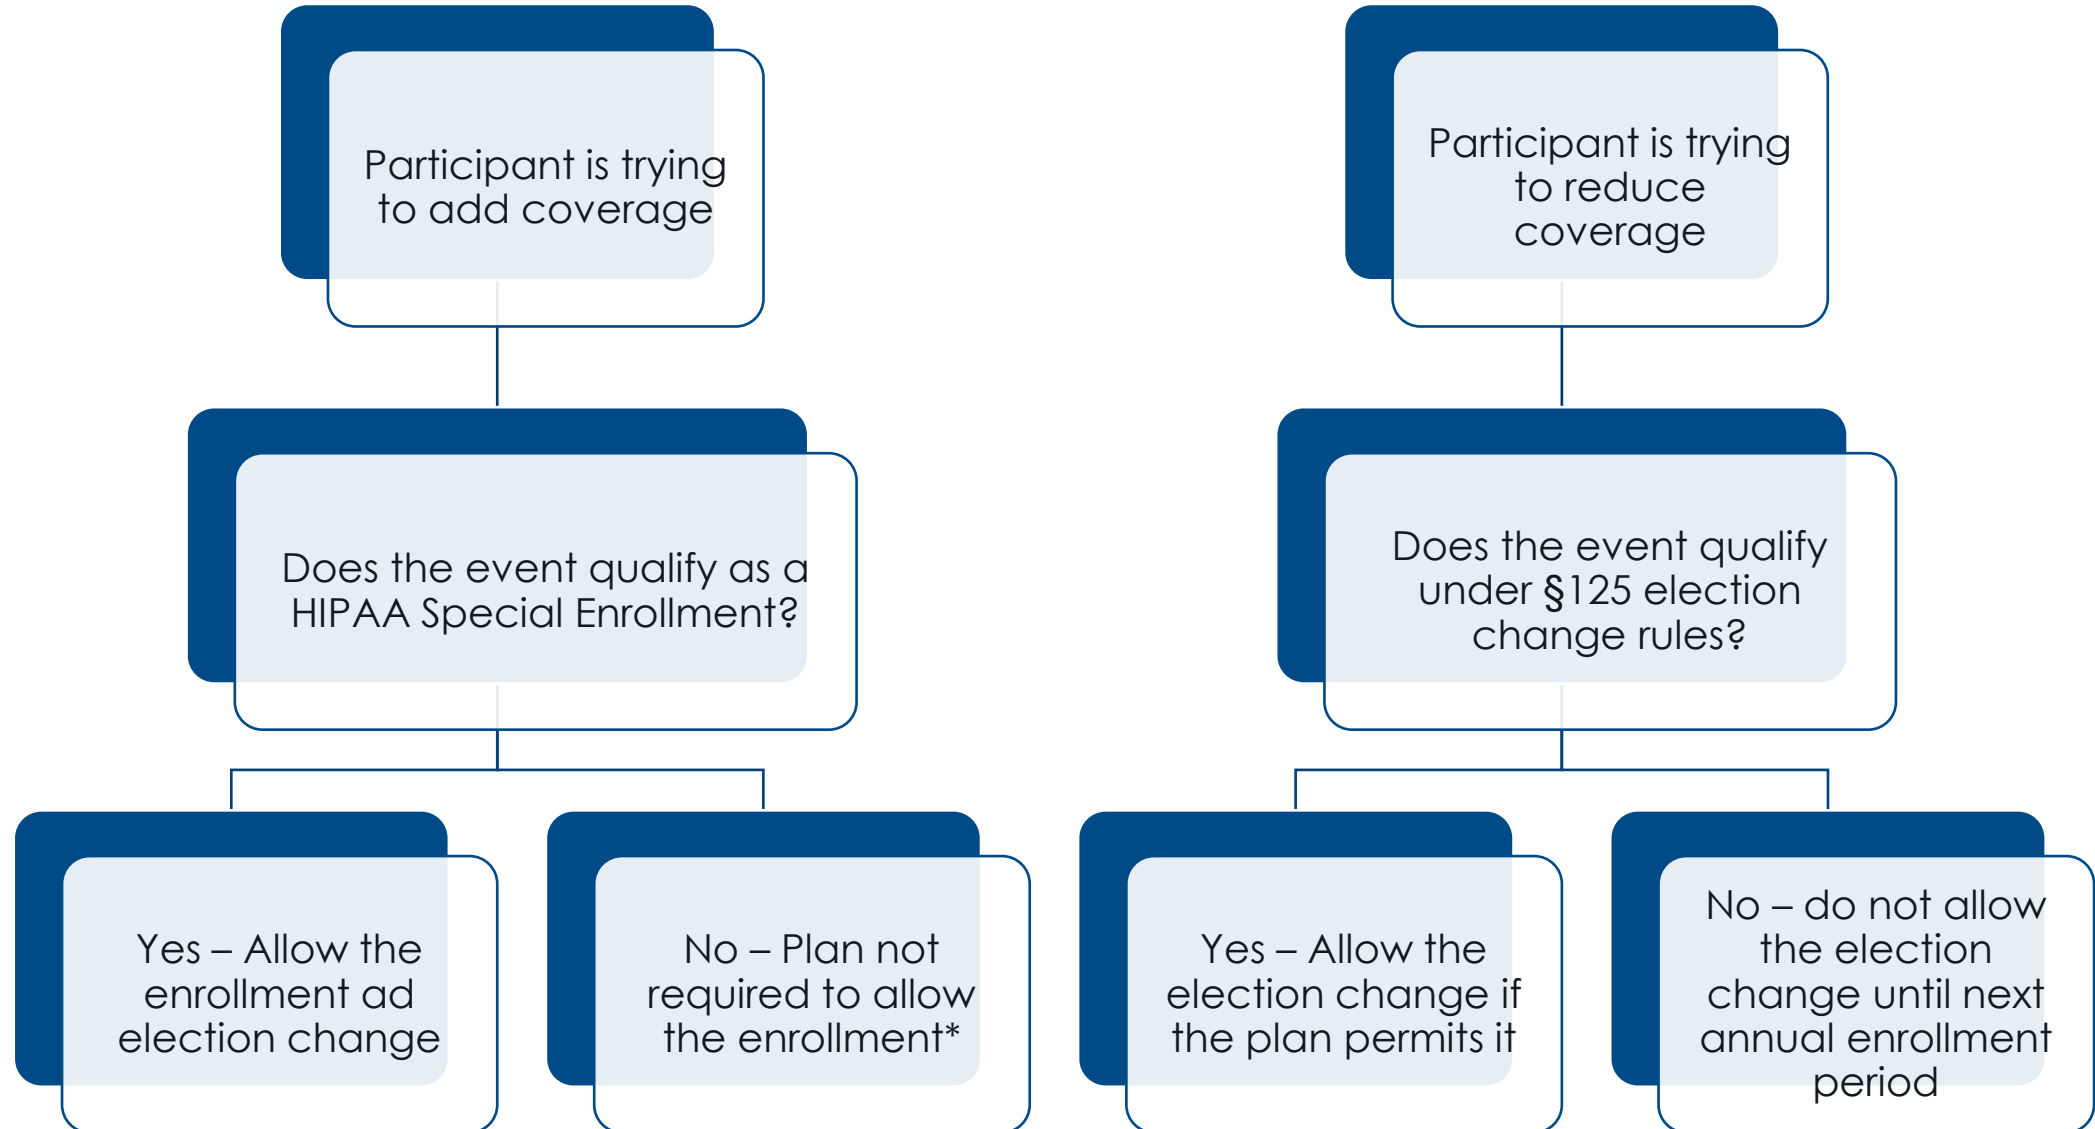 Participant is trying
to add coverage
Does the event qualify as a
HIPAA Special Enrollment?
Yes – Allow the
enrollment ad
election change
No – Plan not
required to allow
the enrollment*
Participant is trying
to reduce
coverage
Does the event qualify
under §125 election
change rules?
Yes – Allow the
election change if
the plan permits it
No – do not allow
the election
change until next
annual enrollment
period